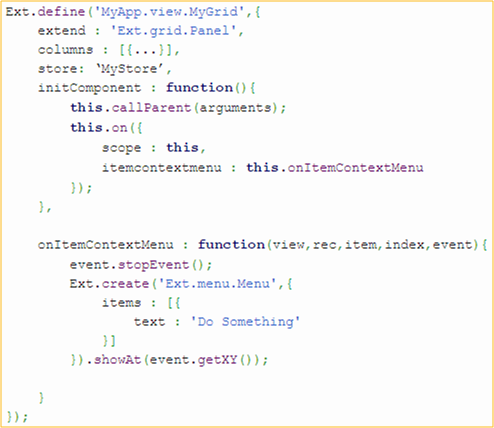 Ext.define('MyApp.view.MyGrid',{
    extend : 'Ext.grid.Panel',
    columns : [{...}],
    store: ‘MyStore’,
    initComponent : function(){
        this.callParent(arguments);
        this.on({
            scope : this,
            itemcontextmenu : this.onItemContextMenu
        });
    },

    onItemContextMenu : function(view,rec,item,index,event){
        event.stopEvent();
        Ext.create('Ext.menu.Menu',{
            items : [{
                text : 'Do Something'
            }]
        }).showAt(event.getXY());

    }
});